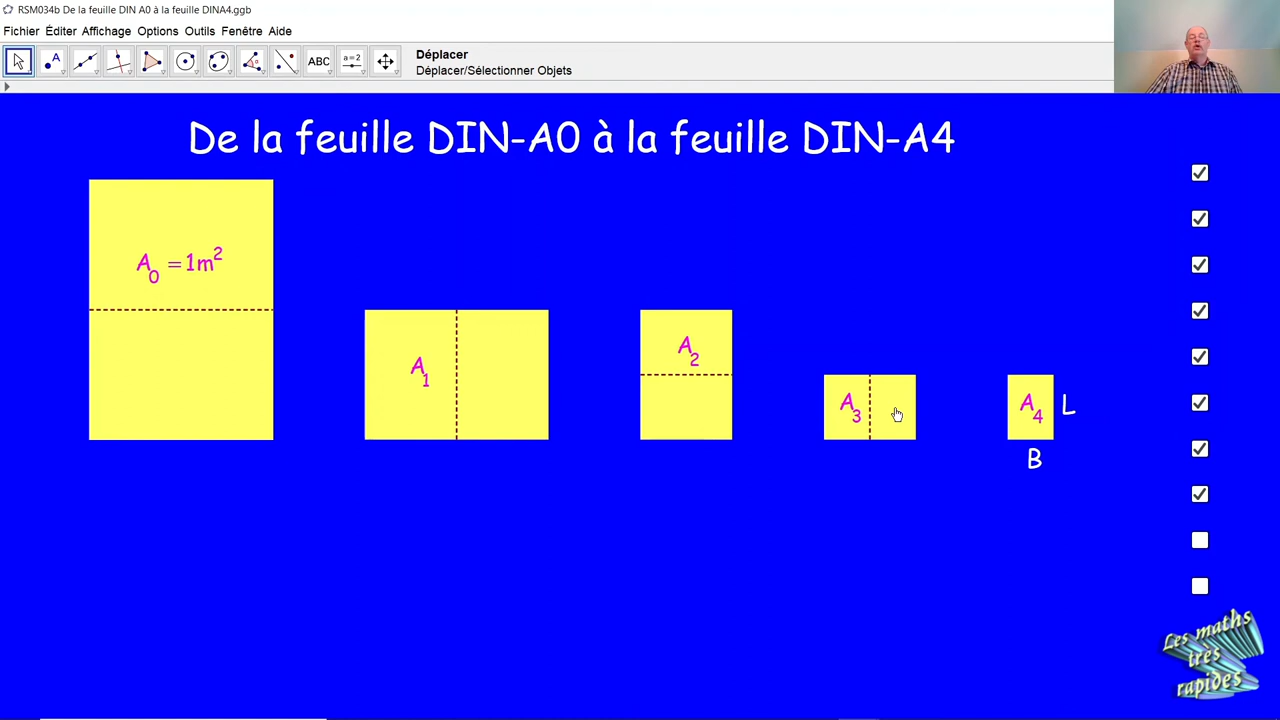 RSM034b De la feuille DIN A0 à la feuille DINA4.ggb
Fichier Éditer Affichage Options Outils Fenêtre Aide
A
ABC
a=2
Déplacer
Déplacer/Sélectionner Objets
De la feuille DIN-A0 à la feuille DIN-A4
A₀ = 1m²
A₁
A₂
A₃
A₄
L
B
Les maths
très
rapides